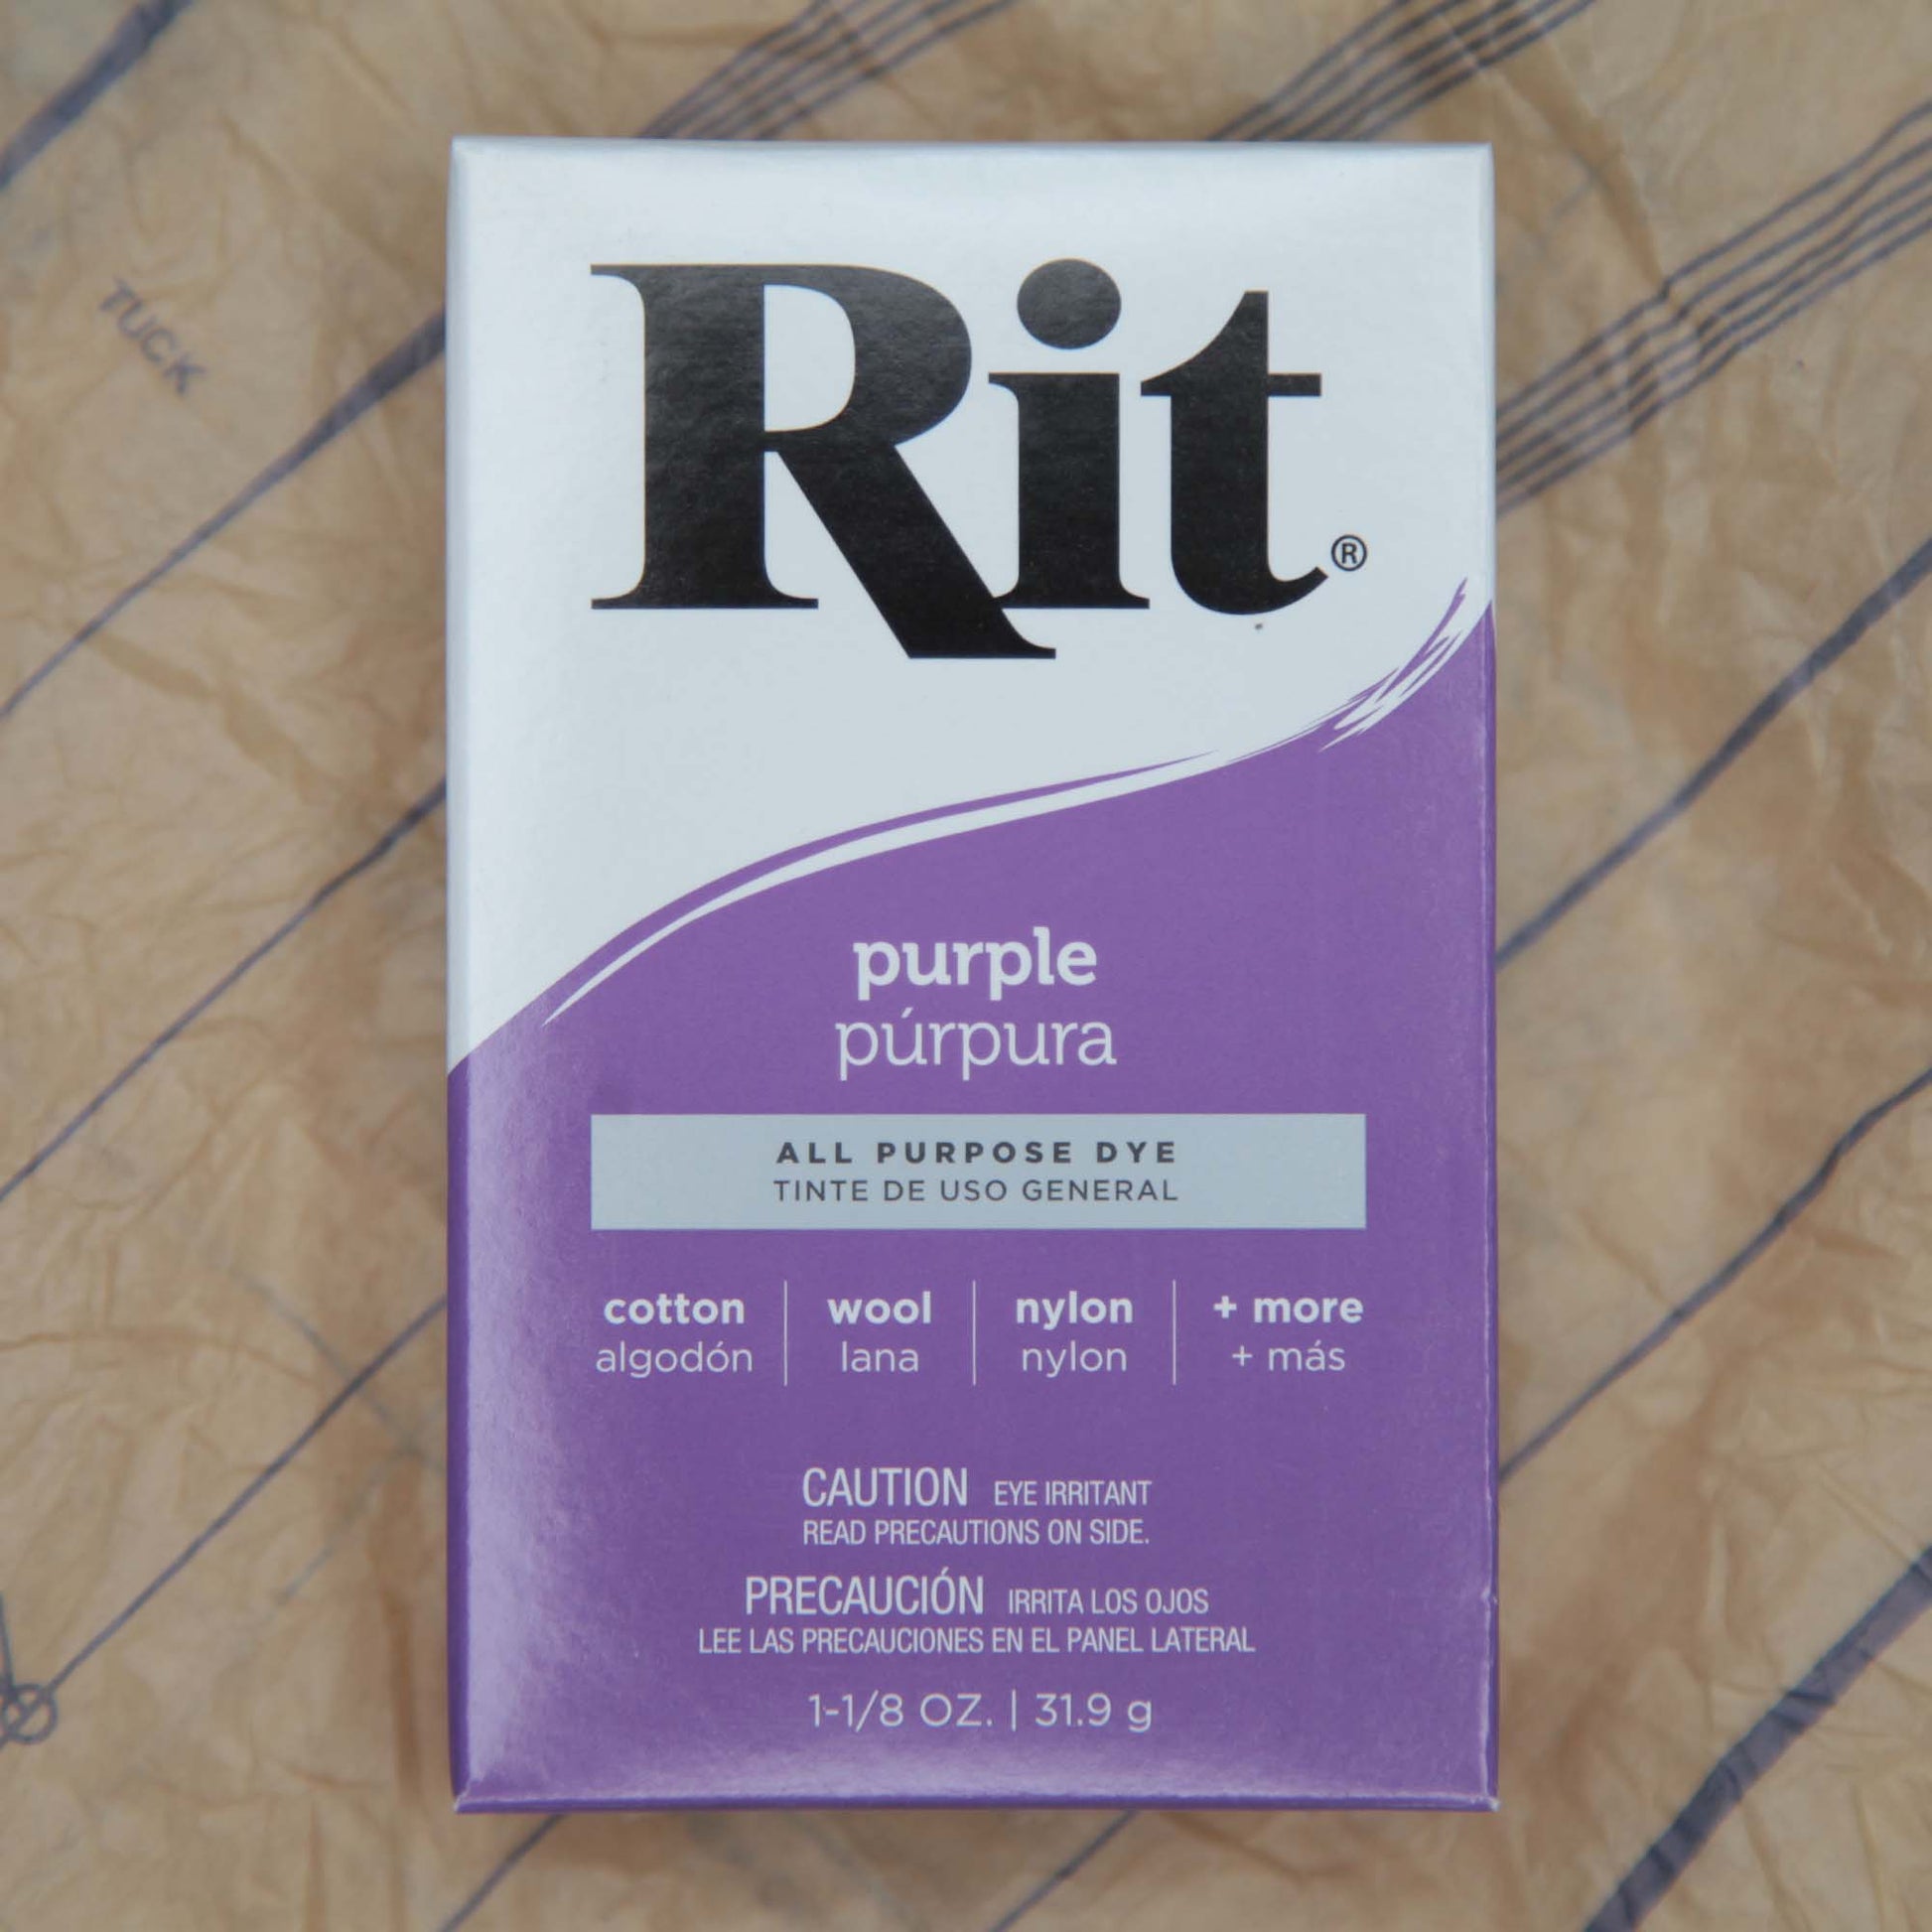 TUCK
Rit®
purple
púrpura
ALL PURPOSE DYE
TINTE DE USO GENERAL
cotton wool nylon + more
algodón lana nylon + más
CAUTION EYE IRRITANT
READ PRECAUTIONS ON SIDE.
PRECAUCIÓN IRRITA LOS OJOS
LEE LAS PRECAUCIONES EN EL PANEL LATERAL
1-1/8 OZ. | 31.9 g